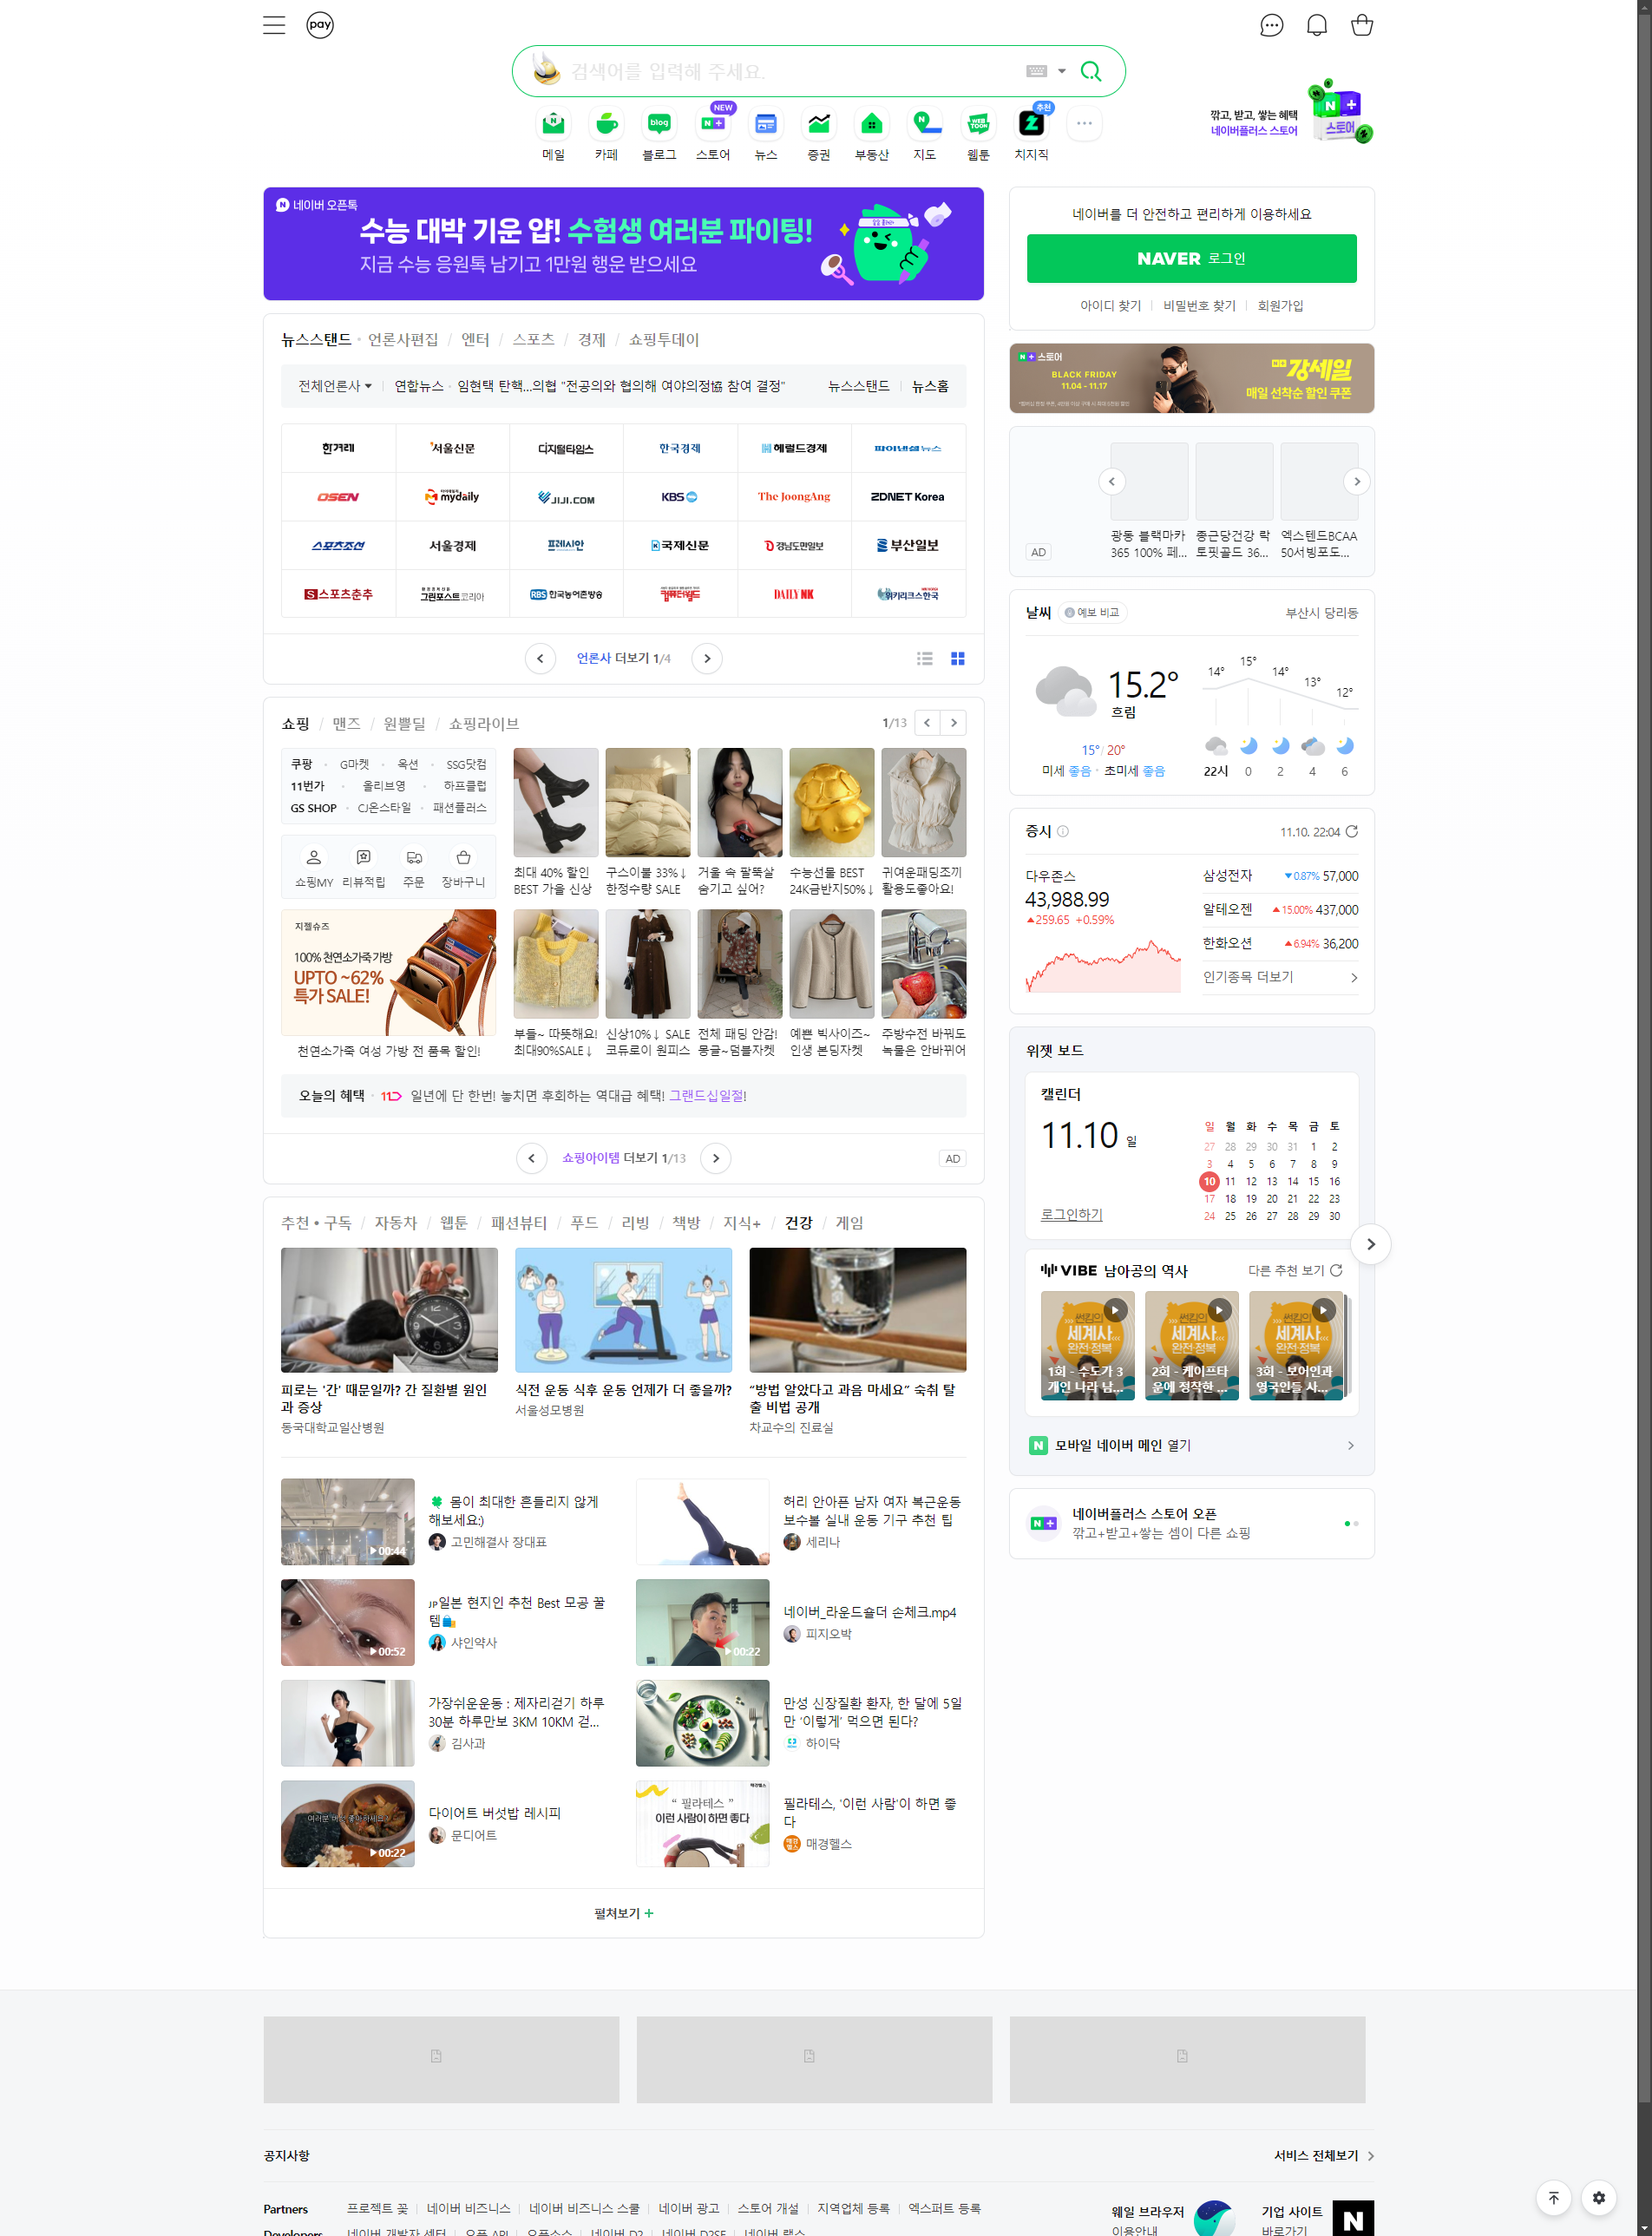 pay
검색어를 입력해 주세요.
NEW
추천
N
blog
N+
WEB TOON
메일
카페
블로그
스토어
뉴스
증권
부동산
지도
웹툰
치지직
깎고, 받고, 쌓는 혜택
네이버플러스 스토어
N +
스토어
네이버 오픈톡
수능 대박 기운 얍! 수험생 여러분 파이팅!
지금 수능 응원톡 남기고 1만원 행운 받으세요
네이버를 더 안전하고 편리하게 이용하세요
NAVER 로그인
아이디 찾기
비밀번호 찾기
회원가입
뉴스스탠드 · 언론사편집 / 엔터 / 스포츠 / 경제 / 쇼핑투데이
전체언론사
연합뉴스 · 임현택 탄핵…의협 "전공의와 협의해 여야의정協 참여 결정"
뉴스스탠드
뉴스홈
한겨레
서울신문
디지털타임스
한국경제
헤럴드경제
파이낸셜뉴스
OSEN
mydaily
JIJI.COM
KBS
The JoongAng
ZDNET Korea
스포츠조선
서울경제
프레시안
국제신문
경남도민일보
부산일보
S스포츠춘추
그린포스트코리아
RBS 한국농어촌방송
컴퓨터월드
DAILY NK
위키리크스한국
언론사 더보기 1/4
N+ 스토어
BLACK FRIDAY
11.04 - 11.17
강세일
매일 선착순 할인 쿠폰
AD
광동 블랙마카
365 100% 페...
종근당건강 락
토핏골드 36...
엑스텐드BCAA
50서빙포도...
날씨
예보 비교
부산시 당리동
15.2°
흐림
15°/ 20°
미세 좋음 · 초미세 좋음
14°
15°
14°
13°
12°
22시
0
2
4
6
쇼핑 / 맨즈 / 원쁠딜 / 쇼핑라이브
1/13
쿠팡 · G마켓 · 옥션 · SSG닷컴
11번가 · 올리브영 · 하프클럽
GS SHOP · CJ온스타일 · 패션플러스
쇼핑MY
리뷰적립
주문
장바구니
최대 40% 할인
BEST 가을 신상
구스이불 33%↓
한정수량 SALE
거울 속 팔뚝살
숨기고 싶어?
수능선물 BEST
24K금반지50%↓
귀여운패딩조끼
활용도좋아요!
지젤슈즈
100% 천연소가죽 가방
UPTO ~62%
특가 SALE!
천연소가죽 여성 가방 전 품목 할인!
부들~ 따뜻해요!
최대90%SALE↓
신상10%↓ SALE
코듀로이 원피스
전체 패딩 안감!
몽글~덤블자켓
예쁜 빅사이즈~
인생 본딩자켓
주방수전 바꿔도
녹물은 안바뀌어
오늘의 혜택 · 11 일년에 단 한번! 놓치면 후회하는 역대급 혜택! 그랜드십일절!
쇼핑아이템 더보기 1/13
AD
증시
11.10. 22:04
다우존스
43,988.99
▲259.65 +0.59%
삼성전자 ▼0.87% 57,000
알테오젠 ▲15.00% 437,000
한화오션 ▲6.94% 36,200
인기종목 더보기
위젯 보드
캘린더
11.10 일
로그인하기
일 월 화 수 목 금 토
27 28 29 30 31 1 2
3 4 5 6 7 8 9
10 11 12 13 14 15 16
17 18 19 20 21 22 23
24 25 26 27 28 29 30
VIBE 남아공의 역사
다른 추천 보기
썬킴의
세계사
완전·정복
1회 - 수도가 3
개인 나라 남...
썬킴의
세계사
완전·정복
2회 - 케이프타
운에 정착한 ...
썬킴의
세계사
완전·정복
3회 - 보어인과
영국인들 사...
N 모바일 네이버 메인 열기
N+
네이버플러스 스토어 오픈
깎고+받고+쌓는 셈이 다른 쇼핑
추천 • 구독 / 자동차 / 웹툰 / 패션뷰티 / 푸드 / 리빙 / 책방 / 지식+ / 건강 / 게임
피로는 '간' 때문일까? 간 질환별 원인
과 증상
동국대학교일산병원
식전 운동 식후 운동 언제가 더 좋을까?
서울성모병원
“방법 알았다고 과음 마세요” 숙취 탈
출 비법 공개
차교수의 진료실
00:44
🍀 몸이 최대한 흔들리지 않게
해보세요:)
고민해결사 장대표
허리 안아픈 남자 여자 복근운동
보수볼 실내 운동 기구 추천 팁
세리나
00:52
JP일본 현지인 추천 Best 모공 꿀
템🛍️
샤인약사
00:22
네이버_라운드숄더 손체크.mp4
피지오박
가장쉬운운동 : 제자리걷기 하루
30분 하루만보 3KM 10KM 걷...
김사과
만성 신장질환 환자, 한 달에 5일
만 ‘이렇게’ 먹으면 된다?
하이닥
00:22
다이어트 버섯밥 레시피
문디어트
“ 필라테스 ”
이런 사람이 하면 좋다
필라테스, ‘이런 사람’이 하면 좋
다
매경헬스
펼쳐보기 +
공지사항
서비스 전체보기
Partners
프로젝트 꽃
네이버 비즈니스
네이버 비즈니스 스쿨
네이버 광고
스토어 개설
지역업체 등록
엑스퍼트 등록
Developers
네이버 개발자 센터
오픈 API
오픈소스
네이버 D2
네이버 D2SF
네이버 랩스
웨일 브라우저
이용안내
기업 사이트
바로가기
N